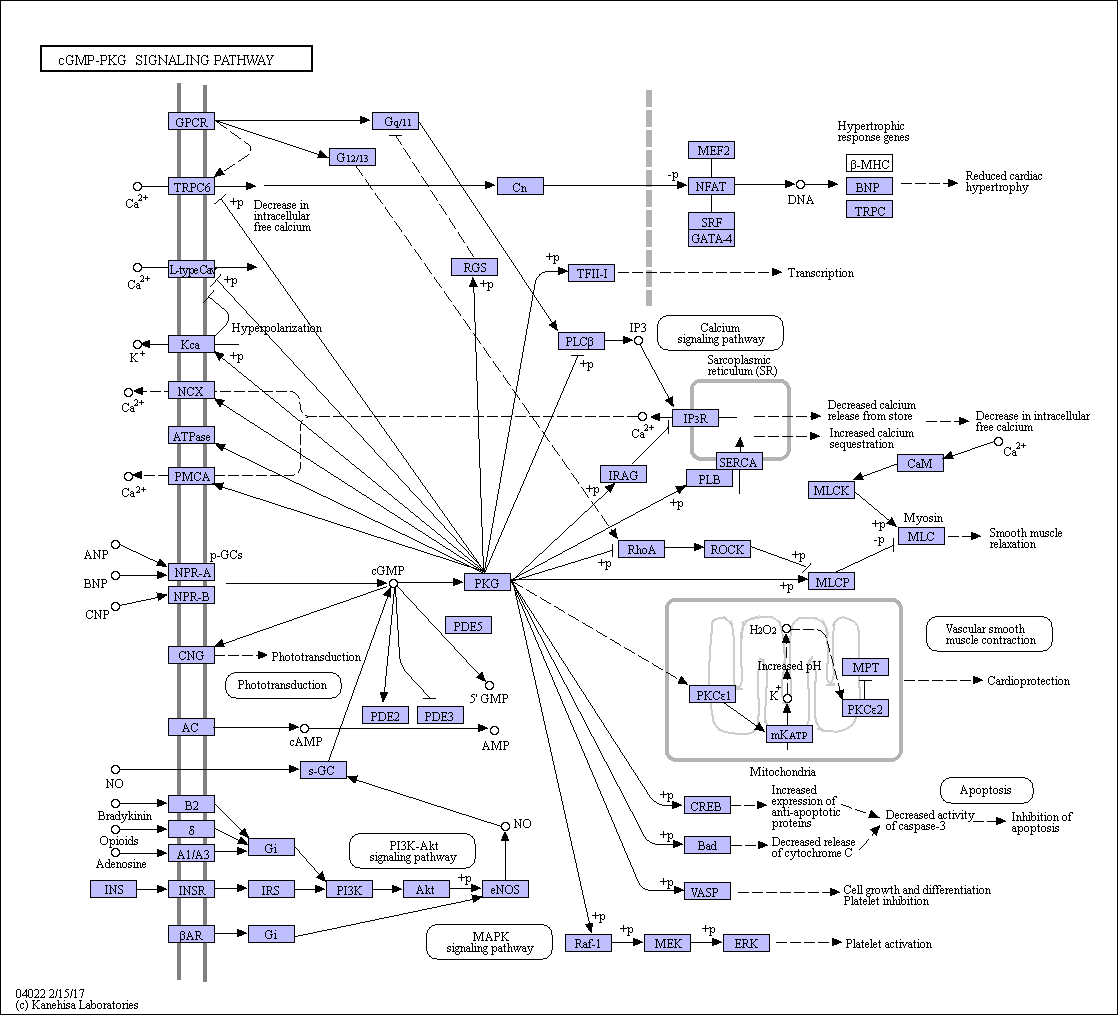 cGMP-PKG SIGNALING PATHWAY
GPCR
Gq/11
G12/13
Hypertrophic
response genes
MEF2
β-MHC
TRPC6
Ca2+
+p
Cn
-p
NFAT
DNA
BNP
TRPC
Reduced cardiac
hypertrophy
Decrease in
intracellular
free calcium
SRF
GATA-4
L-typeCa
Ca2+
+p
RGS
+p
+p
TFII-I
Transcription
Hyperpolarization
Kca
K+
+p
PLCβ
+p
IP3
Calcium
signaling pathway
Sarcoplasmic
reticulum (SR)
NCX
Ca2+
ATPase
PMCA
Ca2+
Ca2+
IP3R
Decreased calcium
release from store
Increased calcium
sequestration
Decrease in intracellular
free calcium
Ca2+
IRAG
+p
SERCA
PLB
+p
CaM
MLCK
Myosin
+p
-p
MLC
Smooth muscle
relaxation
RhoA
+p
ROCK
+p
MLCP
+p
ANP
BNP
CNP
p-GCs
NPR-A
NPR-B
cGMP
PKG
PDE5
CNG
Phototransduction
Phototransduction
5' GMP
PDE2
PDE3
H2O2
Increased pH
K+
MPT
PKCε1
PKCε2
mKATP
Mitochondria
Vascular smooth
muscle contraction
Cardioprotection
AC
cAMP
AMP
NO
s-GC
B2
Bradykinin
δ
Opioids
A1/A3
Adenosine
Gi
NO
PI3K-Akt
signaling pathway
INS
INSR
IRS
PI3K
Akt
+p
eNOS
βAR
Gi
MAPK
signaling pathway
+p
CREB
Increased
expression of
anti-apoptotic
proteins
Apoptosis
+p
Bad
Decreased release
of cytochrome C
Decreased activity
of caspase-3
Inhibition of
apoptosis
+p
VASP
Cell growth and differentiation
Platelet inhibition
+p
Raf-1
+p
MEK
+p
ERK
Platelet activation
04022 2/15/17
(c) Kanehisa Laboratories